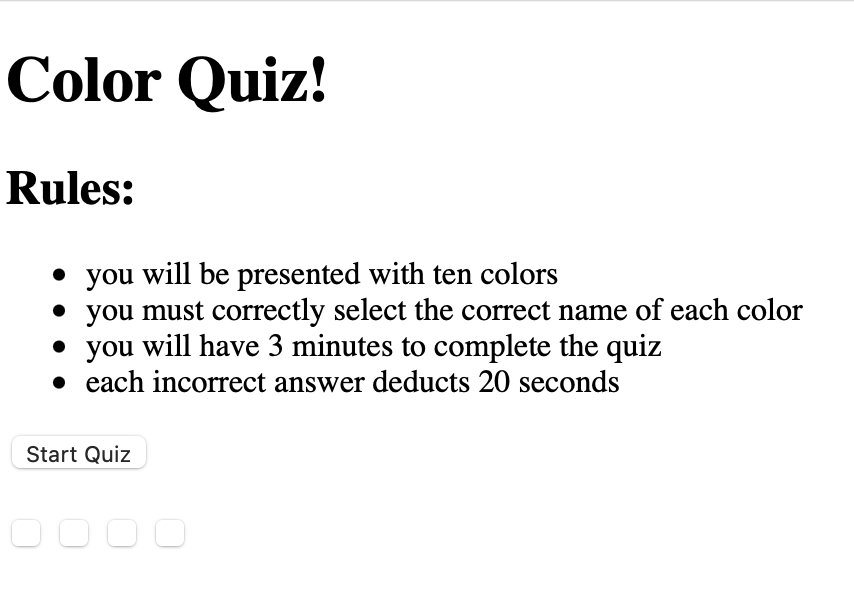 Color Quiz!
Rules:
you will be presented with ten colors
you must correctly select the correct name of each color
you will have 3 minutes to complete the quiz
each incorrect answer deducts 20 seconds
Start Quiz